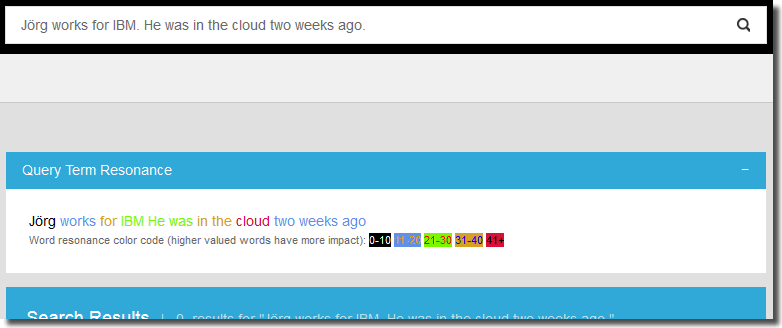 Jörg works for IBM. He was in the cloud two weeks ago.
Query Term Resonance −
Jörg works for IBM He was in the cloud two weeks ago
Word resonance color code (higher valued words have more impact): 0-10 11-20 21-30 31-40 41+
Search Results | 0 results for "Jörg works for IBM. He was in the cloud two weeks ago."